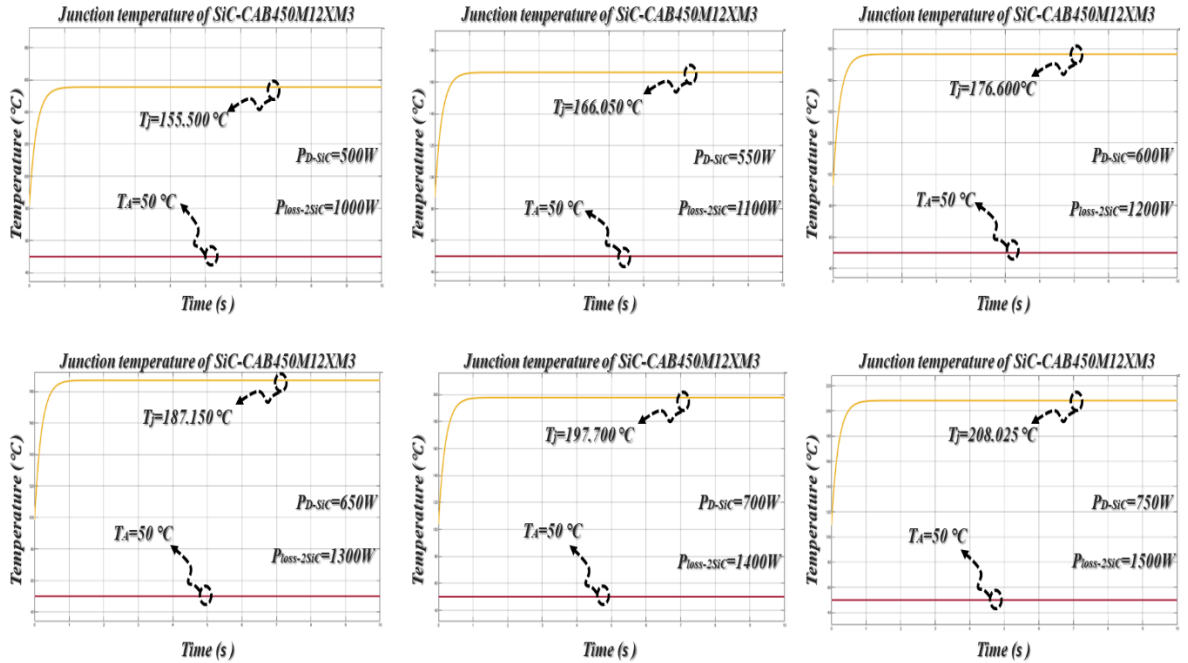 Junction temperature of SiC-CAB450M12XM3
Temperature (°C)
Tj=155.500 °C
PD-SiC=500W
TA=50 °C
Ploss-2SiC=1000W
Time (s )
Junction temperature of SiC-CAB450M12XM3
Temperature (°C)
Tj=166.050 °C
PD-SiC=550W
TA=50 °C
Ploss-2SiC=1100W
Time (s )
Junction temperature of SiC-CAB450M12XM3
Temperature (°C)
Tj=176.600 °C
PD-SiC=600W
TA=50 °C
Ploss-2SiC=1200W
Time (s )
Junction temperature of SiC-CAB450M12XM3
Temperature (°C)
Tj=187.150 °C
PD-SiC=650W
TA=50 °C
Ploss-2SiC=1300W
Time (s )
Junction temperature of SiC-CAB450M12XM3
Temperature (°C)
Tj=197.700 °C
PD-SiC=700W
TA=50 °C
Ploss-2SiC=1400W
Time (s )
Junction temperature of SiC-CAB450M12XM3
Temperature (°C)
Tj=208.025 °C
PD-SiC=750W
TA=50 °C
Ploss-2SiC=1500W
Time (s )